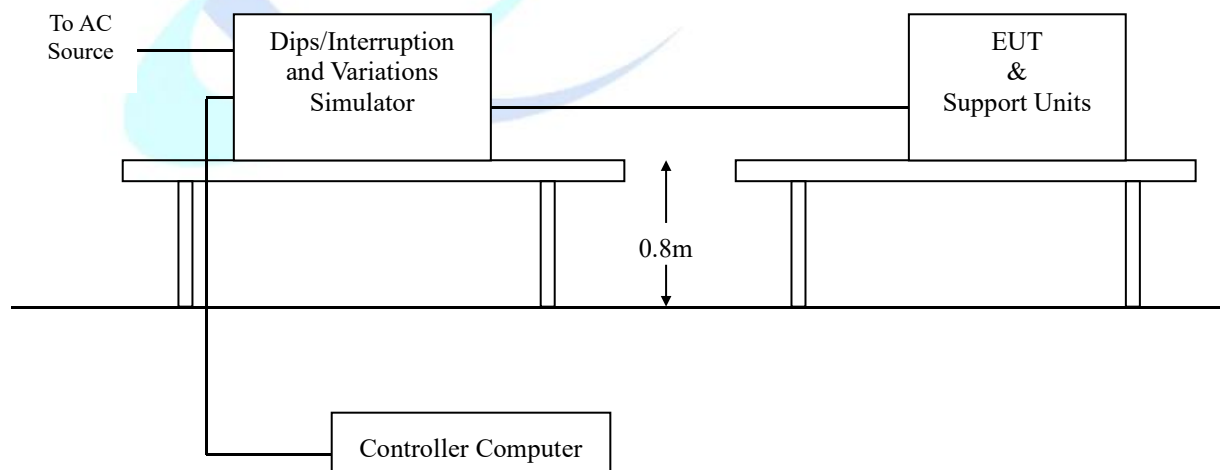 To AC
Source
Dips/Interruption
and Variations
Simulator
EUT
&
Support Units
0.8m
Controller Computer